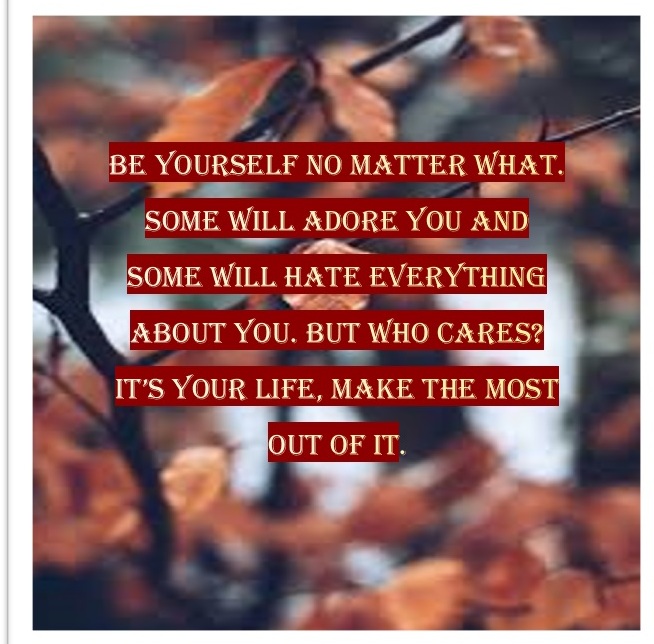 BE YOURSELF NO MATTER WHAT.
SOME WILL ADORE YOU AND
SOME WILL HATE EVERYTHING
ABOUT YOU. BUT WHO CARES?
IT'S YOUR LIFE, MAKE THE MOST
OUT OF IT.